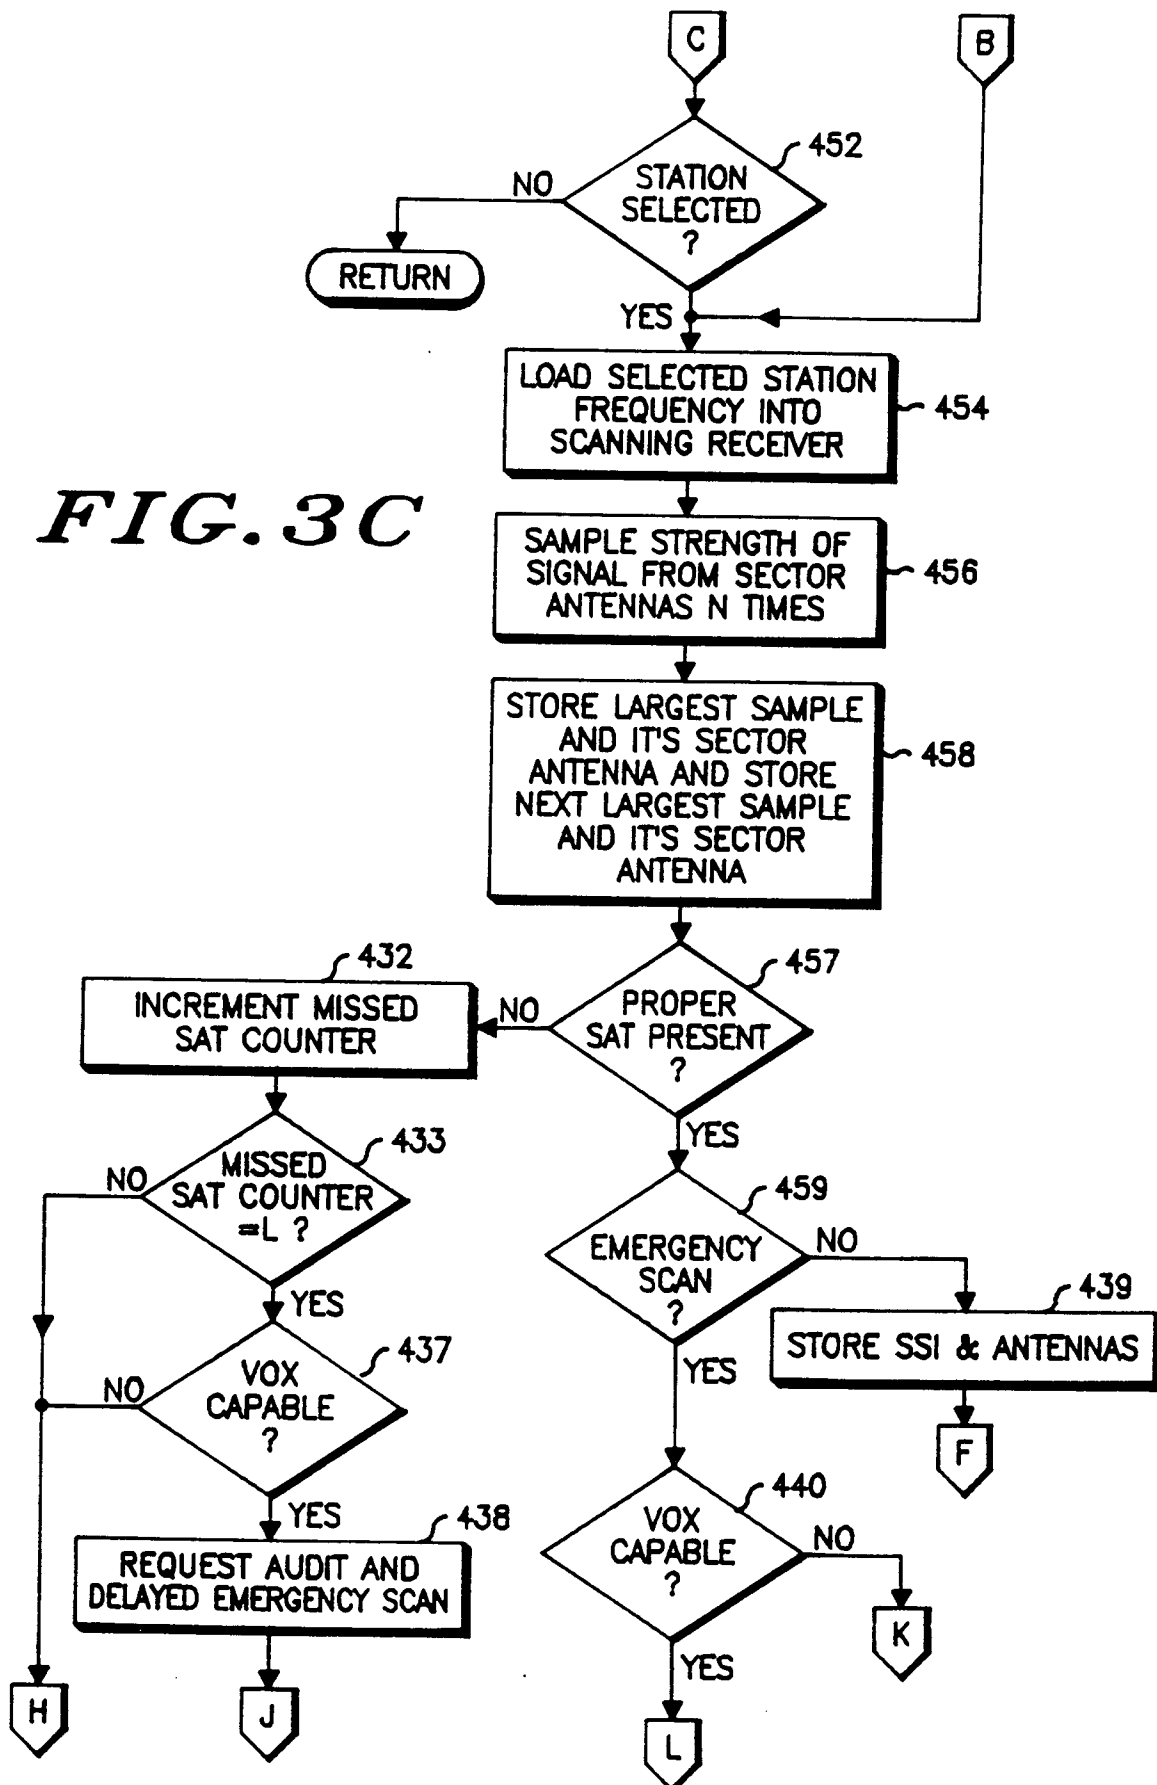 C
B
452
STATION
SELECTED
?
NO
RETURN
YES
LOAD SELECTED STATION
FREQUENCY INTO
SCANNING RECEIVER
454
FIG.3C
SAMPLE STRENGTH OF
SIGNAL FROM SECTOR
ANTENNAS N TIMES
456
STORE LARGEST SAMPLE
AND IT'S SECTOR
ANTENNA AND STORE
NEXT LARGEST SAMPLE
AND IT'S SECTOR
ANTENNA
458
432
INCREMENT MISSED
SAT COUNTER
NO
PROPER
SAT PRESENT
?
457
YES
433
NO
MISSED
SAT COUNTER
=L ?
YES
459
EMERGENCY
SCAN
?
NO
439
STORE SSI & ANTENNAS
YES
F
437
NO
VOX
CAPABLE
?
YES
440
VOX
CAPABLE
?
NO
K
438
REQUEST AUDIT AND
DELAYED EMERGENCY SCAN
YES
H
J
L